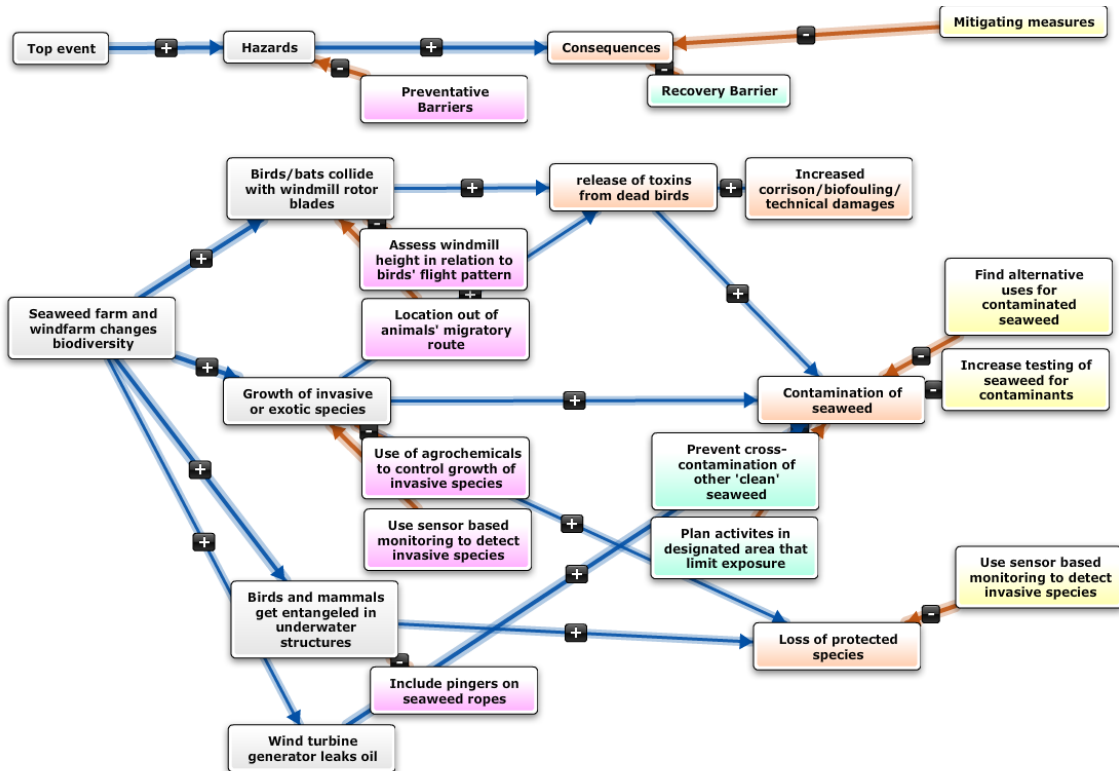 Mitigating measures
Top event
+
Hazards
+
Consequences
-
-
-
Preventative
Barriers
Recovery Barrier
Birds/bats collide
with windmill rotor
blades
+
release of toxins
from dead birds
+
Increased
corrison/biofouling/
technical damages
-
Assess windmill
height in relation to
birds' flight pattern
+
+
+
Location out of
animals' migratory
route
Find alternative
uses for
contaminated
seaweed
Seaweed farm and
windfarm changes
biodiversity
+
-
Growth of invasive
or exotic species
+
Contamination of
seaweed
-
Increase testing of
seaweed for
contaminants
-
Use of agrochemicals
to control growth of
invasive species
Prevent cross-
contamination of
other 'clean'
seaweed
+
+
+
Use sensor based
monitoring to detect
invasive species
Plan activites in
designated area that
limit exposure
+
Use sensor based
monitoring to detect
invasive species
-
Birds and mammals
get entangeled in
underwater
structures
+
Loss of protected
species
-
Include pingers on
seaweed ropes
Wind turbine
generator leaks oil